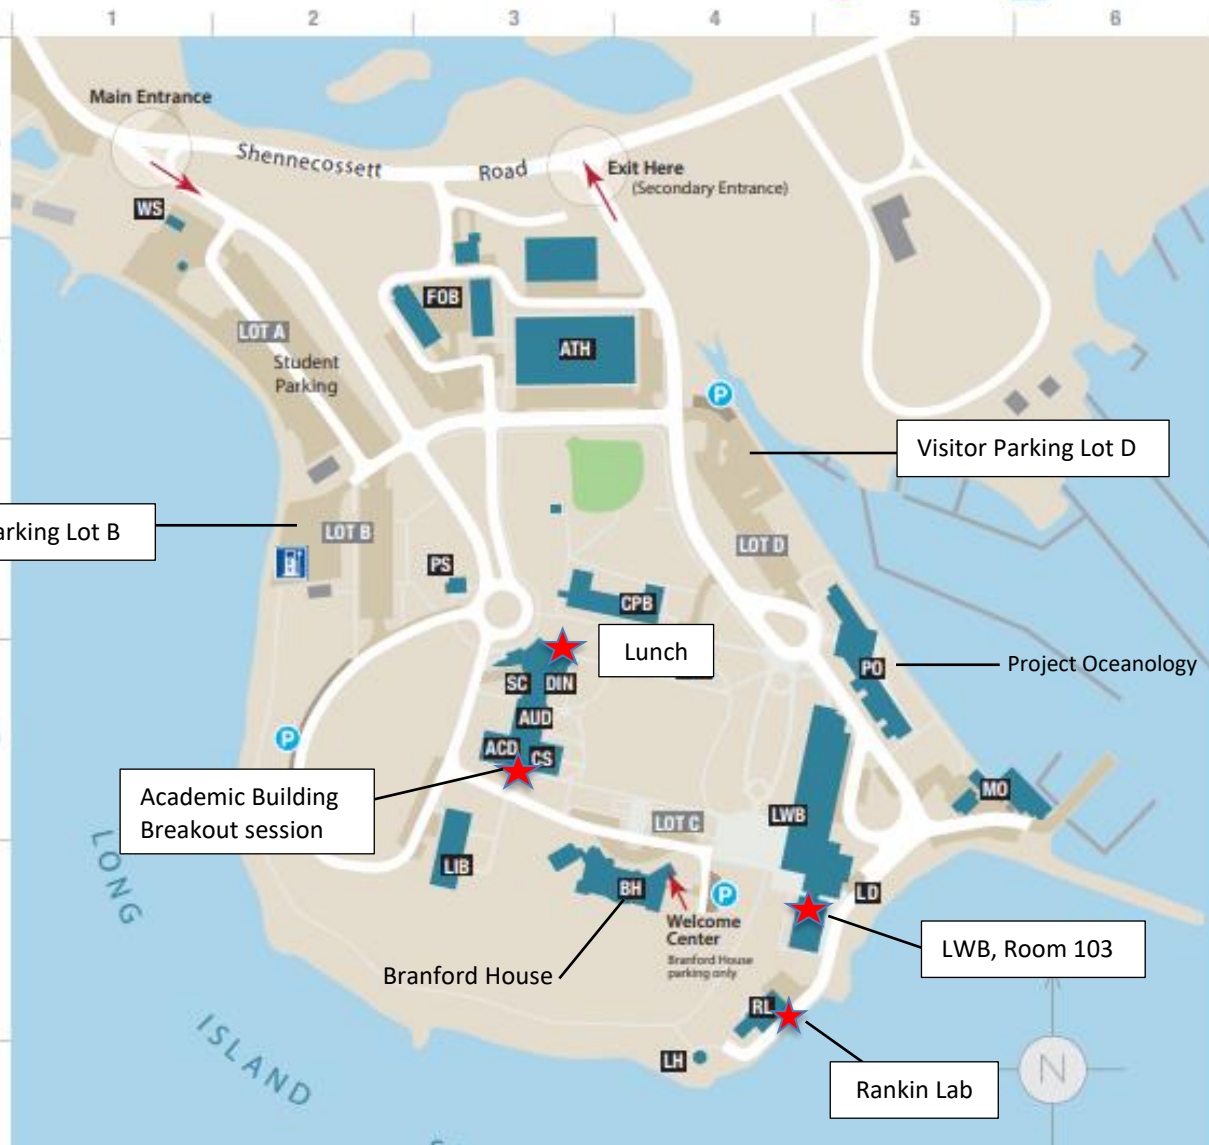 1 2 3 4 5 6
Main Entrance
Shennecossett Road
Exit Here
(Secondary Entrance)
WS
FOB
LOT A
ATH
Student
Parking
P
Visitor Parking Lot D
arking Lot B
LOT B
LOT D
PS
CPB
Lunch
PO
Project Oceanology
SC DIN
AUD
P
ACD CS
MO
Academic Building
Breakout session
LOT C
LWB
LIB
BH
P
LD
Welcome
Center
Branford House
parking only
LWB, Room 103
Branford House
RL
LONG
ISLAND
LH
N
Rankin Lab